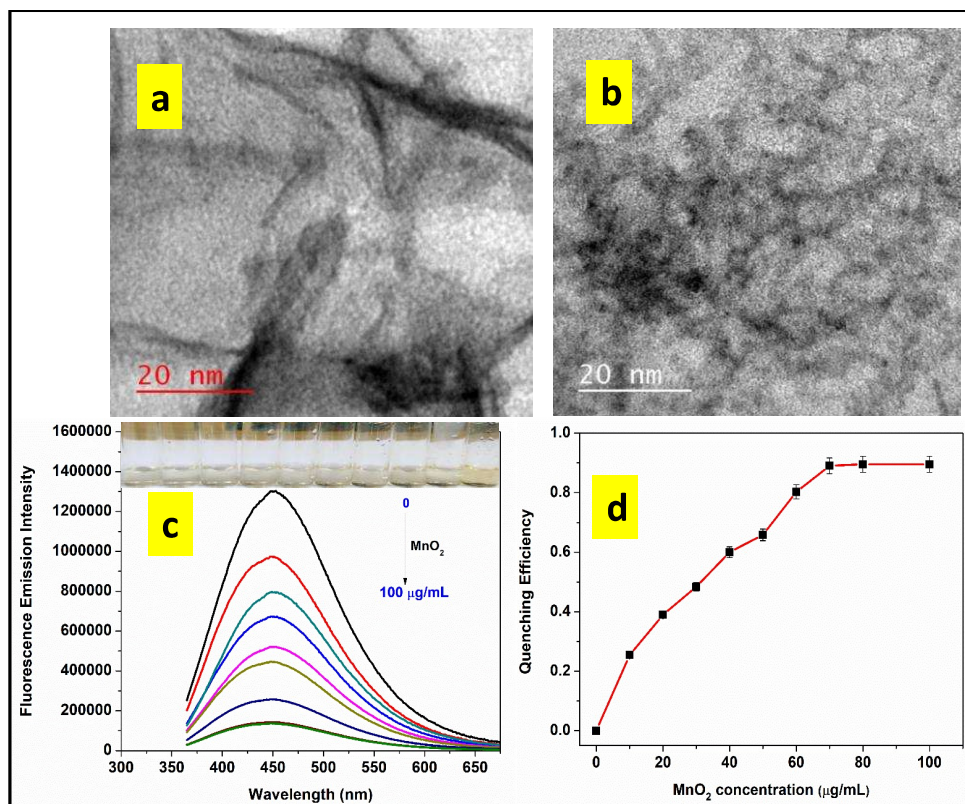 a
b
20 nm
20 nm
1600000
1400000
1200000
1000000
800000
600000
400000
200000
0
Fluorescence Emission Intensity
c
0
MnO₂
100 µg/mL
300 350 400 450 500 550 600 650
Wavelength (nm)
1.0
0.8
0.6
0.4
0.2
0.0
Quenching Efficiency
d
0 20 40 60 80 100
MnO₂ concentration (µg/mL)